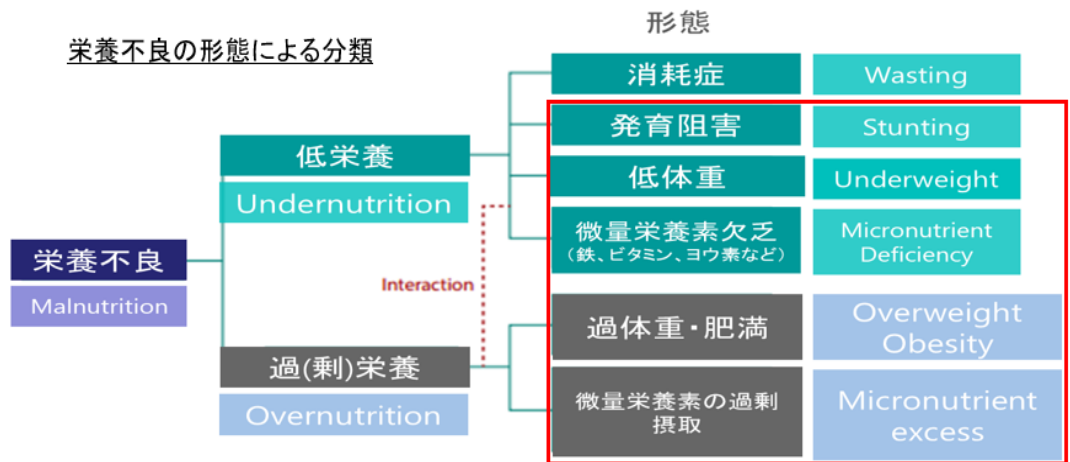 栄養不良の形態による分類
形態
消耗症
Wasting
発育阻害
Stunting
低栄養
低体重
Underweight
Undernutrition
微量栄養素欠乏
(鉄、ビタミン、ヨウ素など)
Micronutrient
Deficiency
栄養不良
Malnutrition
Interaction
過体重・肥満
Overweight
Obesity
過(剰)栄養
Overnutrition
微量栄養素の過剰
摂取
Micronutrient
excess